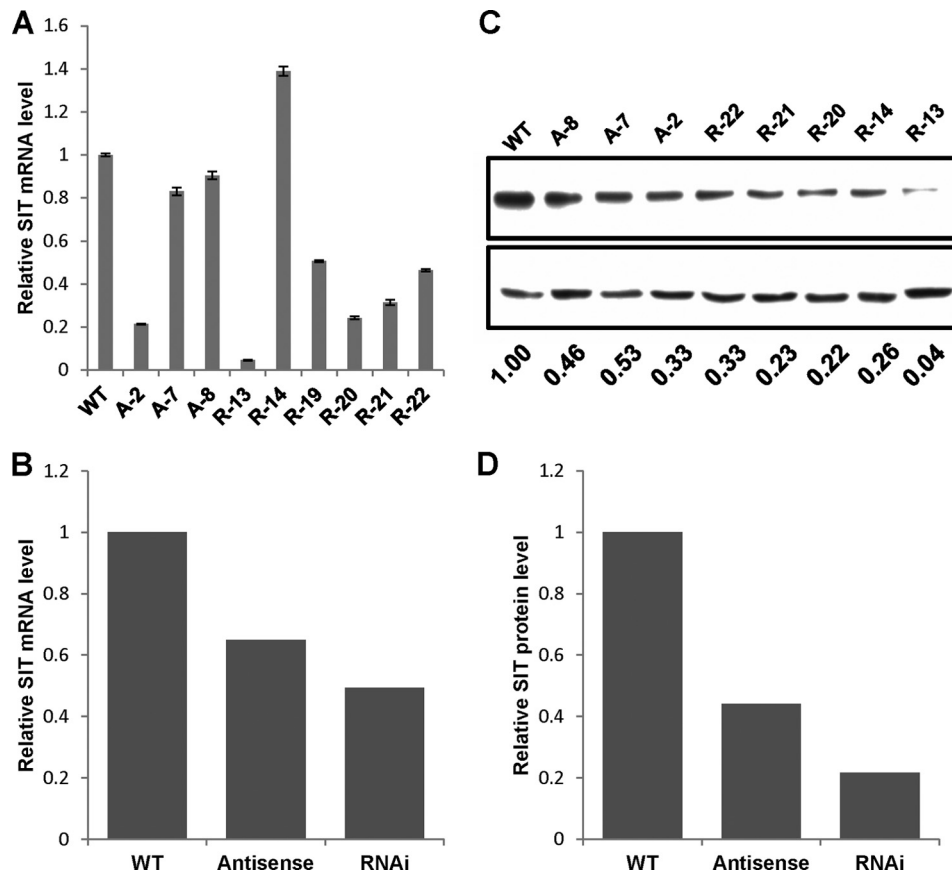 A
Relative SIT mRNA level
1.6
1.4
1.2
1
0.8
0.6
0.4
0.2
0
WT A-2 A-7 A-8 R-13 R-14 R-19 R-20 R-21 R-22
C
WT A-8 A-7 A-2 R-22 R-21 R-20 R-14 R-13
1.00 0.46 0.53 0.33 0.33 0.23 0.22 0.26 0.04
B
Relative SIT mRNA level
1.2
1
0.8
0.6
0.4
0.2
0
WT Antisense RNAi
D
Relative SIT protein level
1.2
1
0.8
0.6
0.4
0.2
0
WT Antisense RNAi